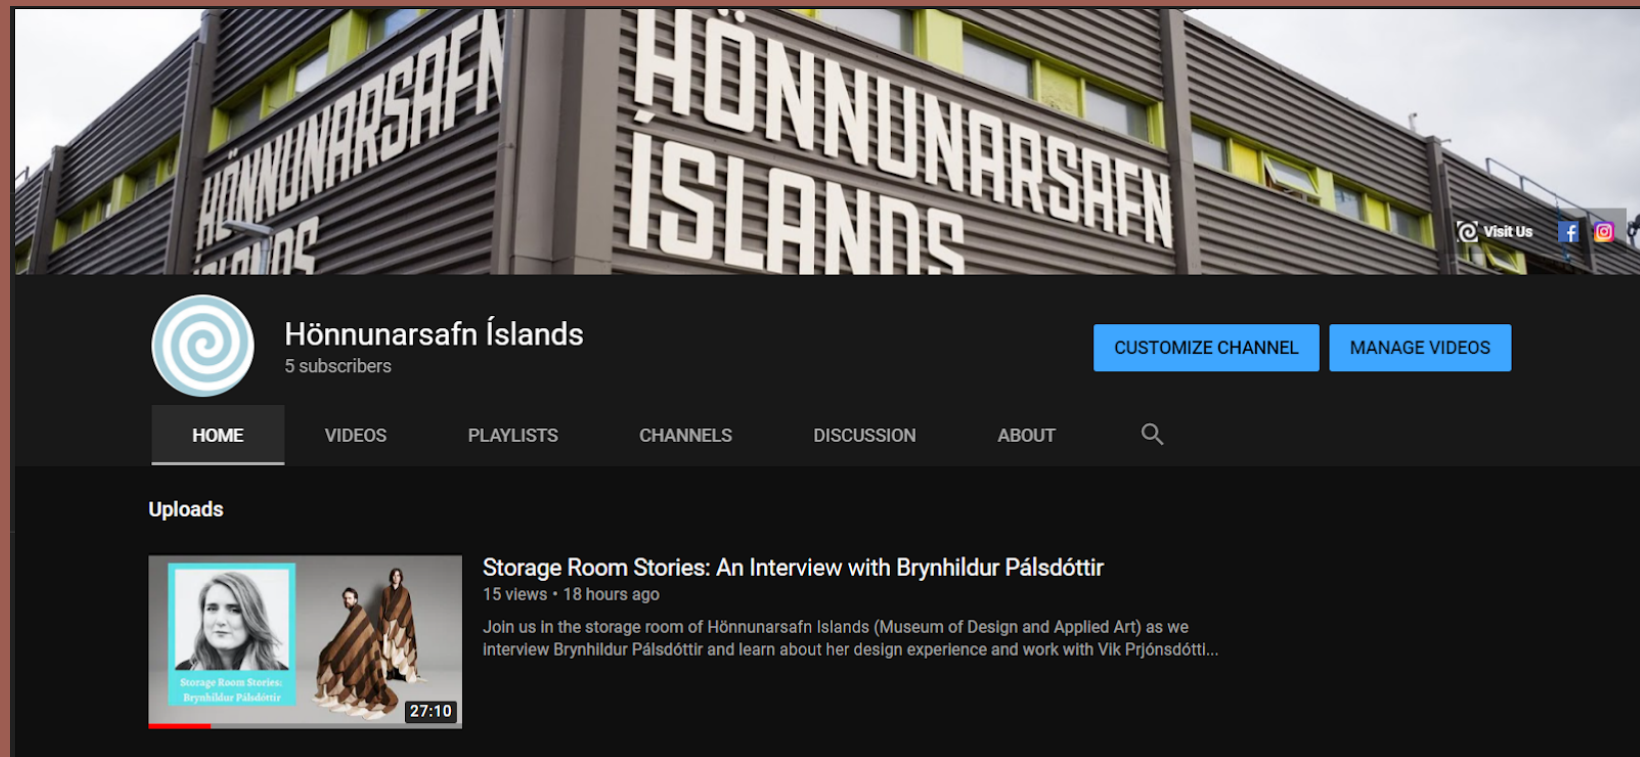 HÖNNUNARSAFN
ÍSLANDS
HÖNNUNARSAFN
ÍSLANDS
Visit Us
Hönnunarsafn Íslands
5 subscribers
CUSTOMIZE CHANNEL
MANAGE VIDEOS
HOME
VIDEOS
PLAYLISTS
CHANNELS
DISCUSSION
ABOUT
Uploads
Storage Room Stories:
Brynhildur Pálsdóttir
27:10
Storage Room Stories: An Interview with Brynhildur Pálsdóttir
15 views • 18 hours ago
Join us in the storage room of Hönnunarsafn Islands (Museum of Design and Applied Art) as we
interview Brynhildur Pálsdóttir and learn about her design experience and work with Vik Prjónsdótti...